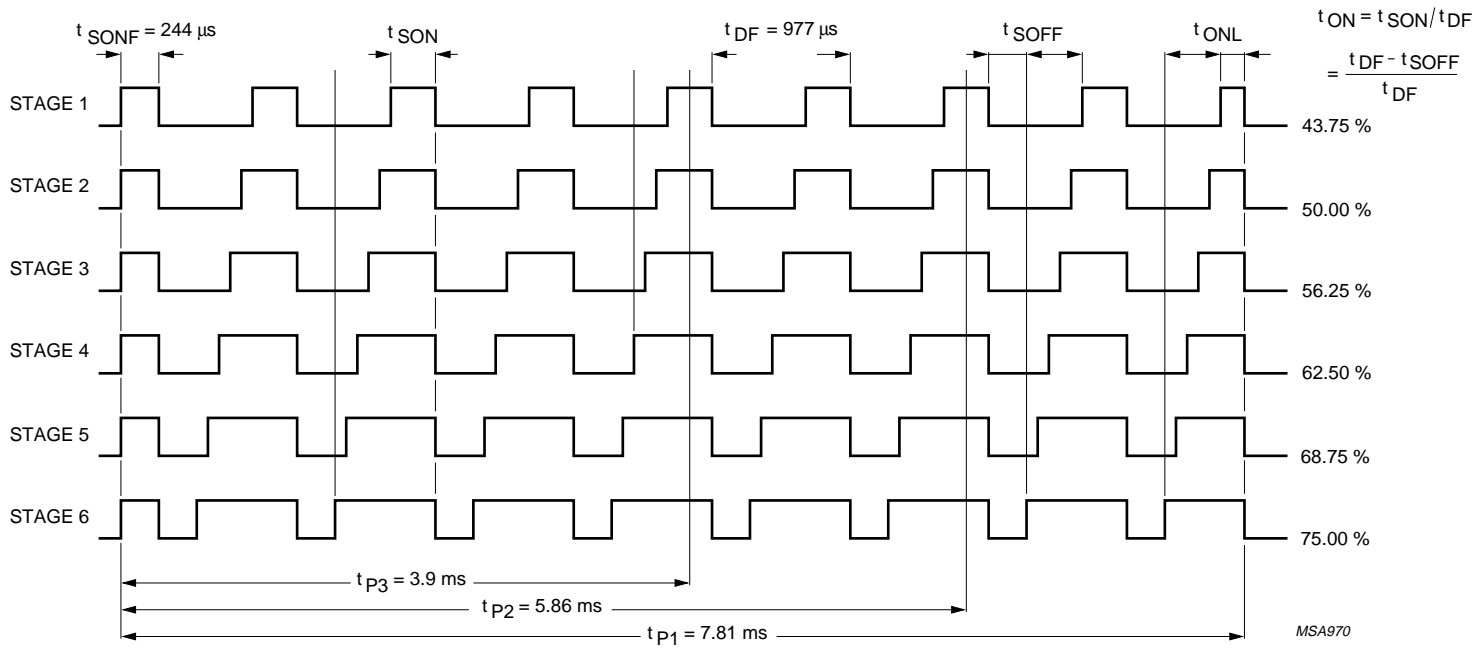 t SONF = 244 µs
t SON
t DF = 977 µs
t SOFF
t ONL
t ON = t SON / t DF
= t DF - t SOFF
t DF
STAGE 1
43.75 %
STAGE 2
50.00 %
STAGE 3
56.25 %
STAGE 4
62.50 %
STAGE 5
68.75 %
STAGE 6
75.00 %
t P3 = 3.9 ms
t P2 = 5.86 ms
t P1 = 7.81 ms
MSA970